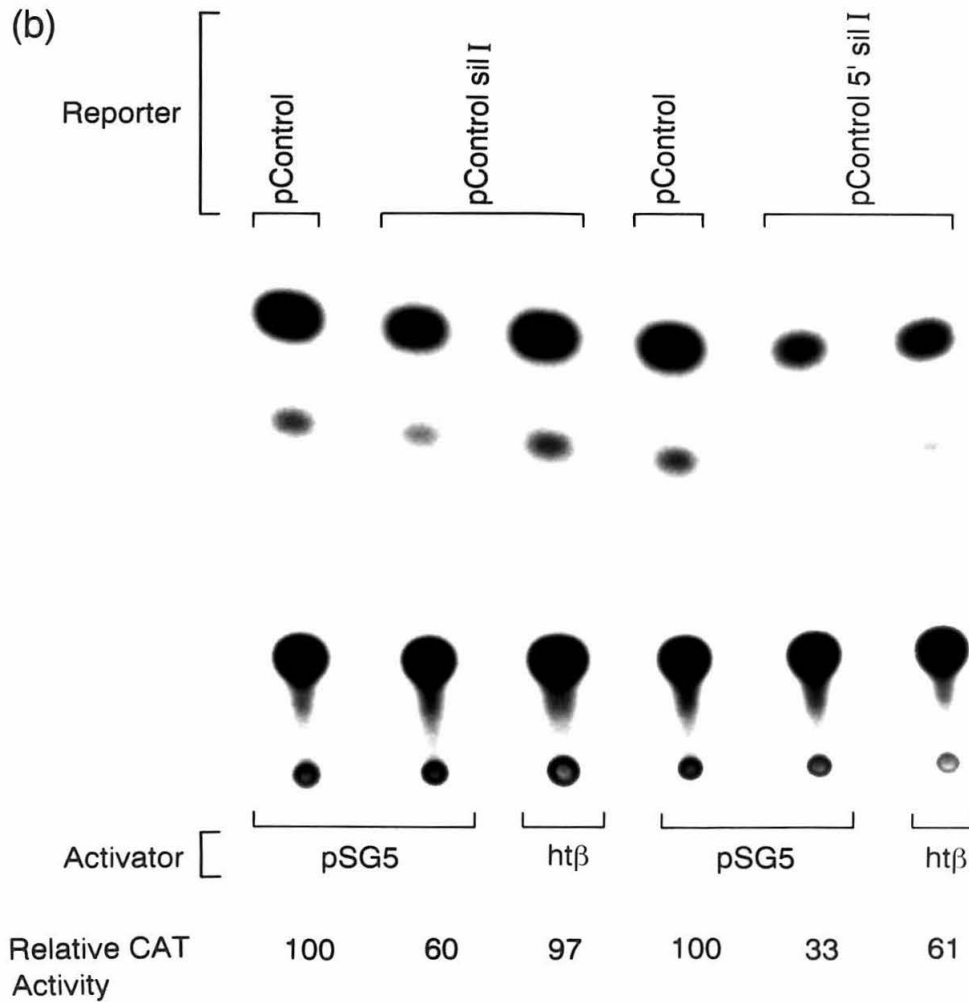 (b)
Reporter
pControl
pControl sil I
pControl
pControl 5' sil I
Activator
pSG5
htβ
pSG5
htβ
Relative CAT Activity
100 60 97 100 33 61